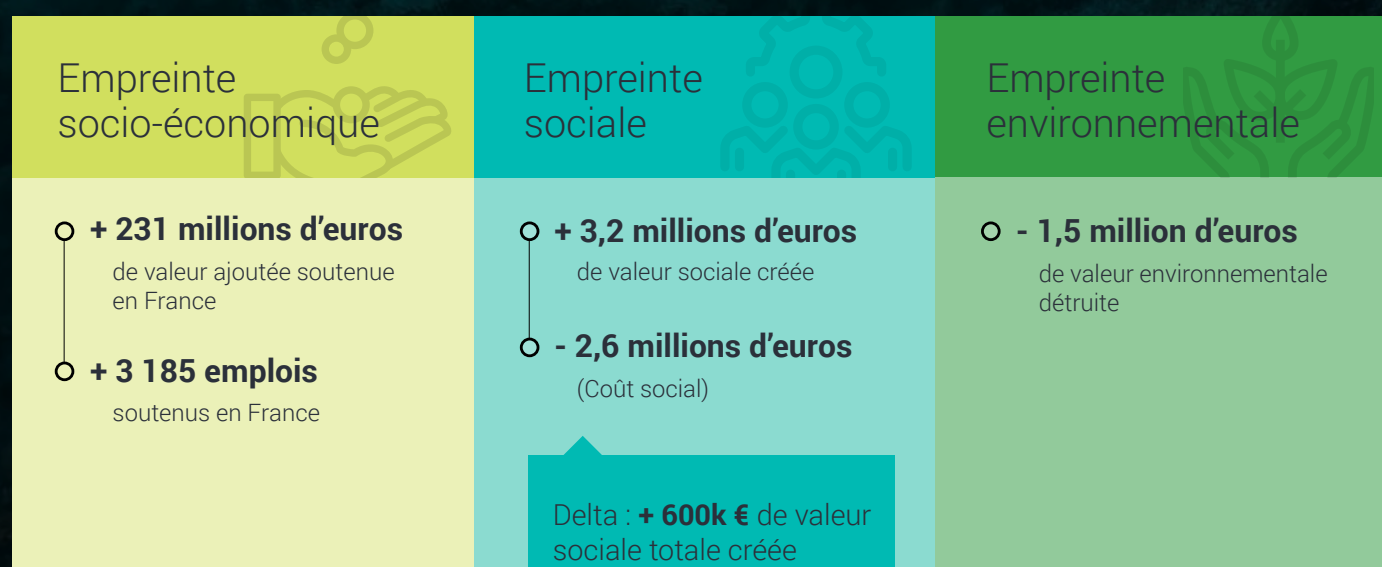 Empreinte
socio-économique
+ 231 millions d’euros
de valeur ajoutée soutenue
en France
+ 3 185 emplois
soutenus en France
Empreinte
sociale
+ 3,2 millions d’euros
de valeur sociale créée
- 2,6 millions d’euros
(Coût social)
Delta : + 600k € de valeur
sociale totale créée
Empreinte
environnementale
- 1,5 million d’euros
de valeur environnementale
détruite